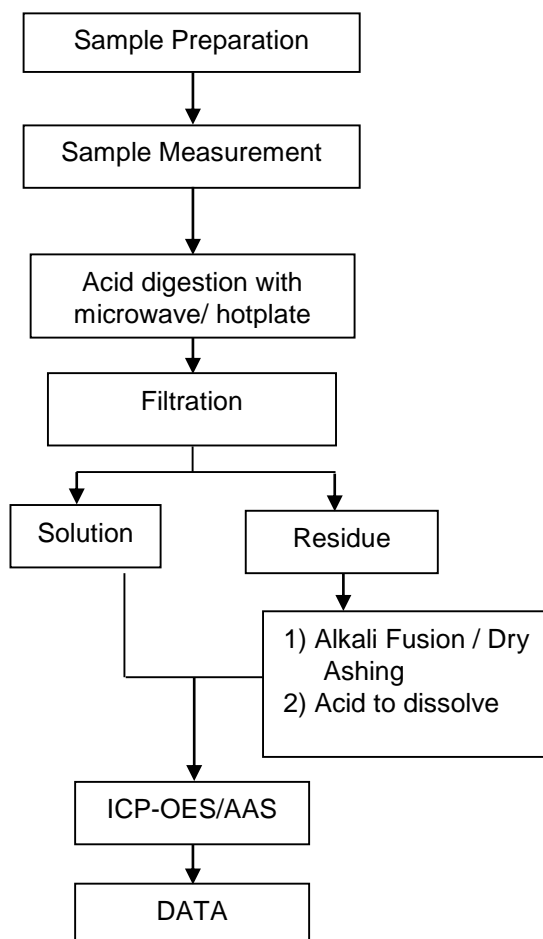 Sample Preparation
Sample Measurement
Acid digestion with
microwave/ hotplate
Filtration
Solution
Residue
1) Alkali Fusion / Dry
Ashing
2) Acid to dissolve
ICP-OES/AAS
DATA